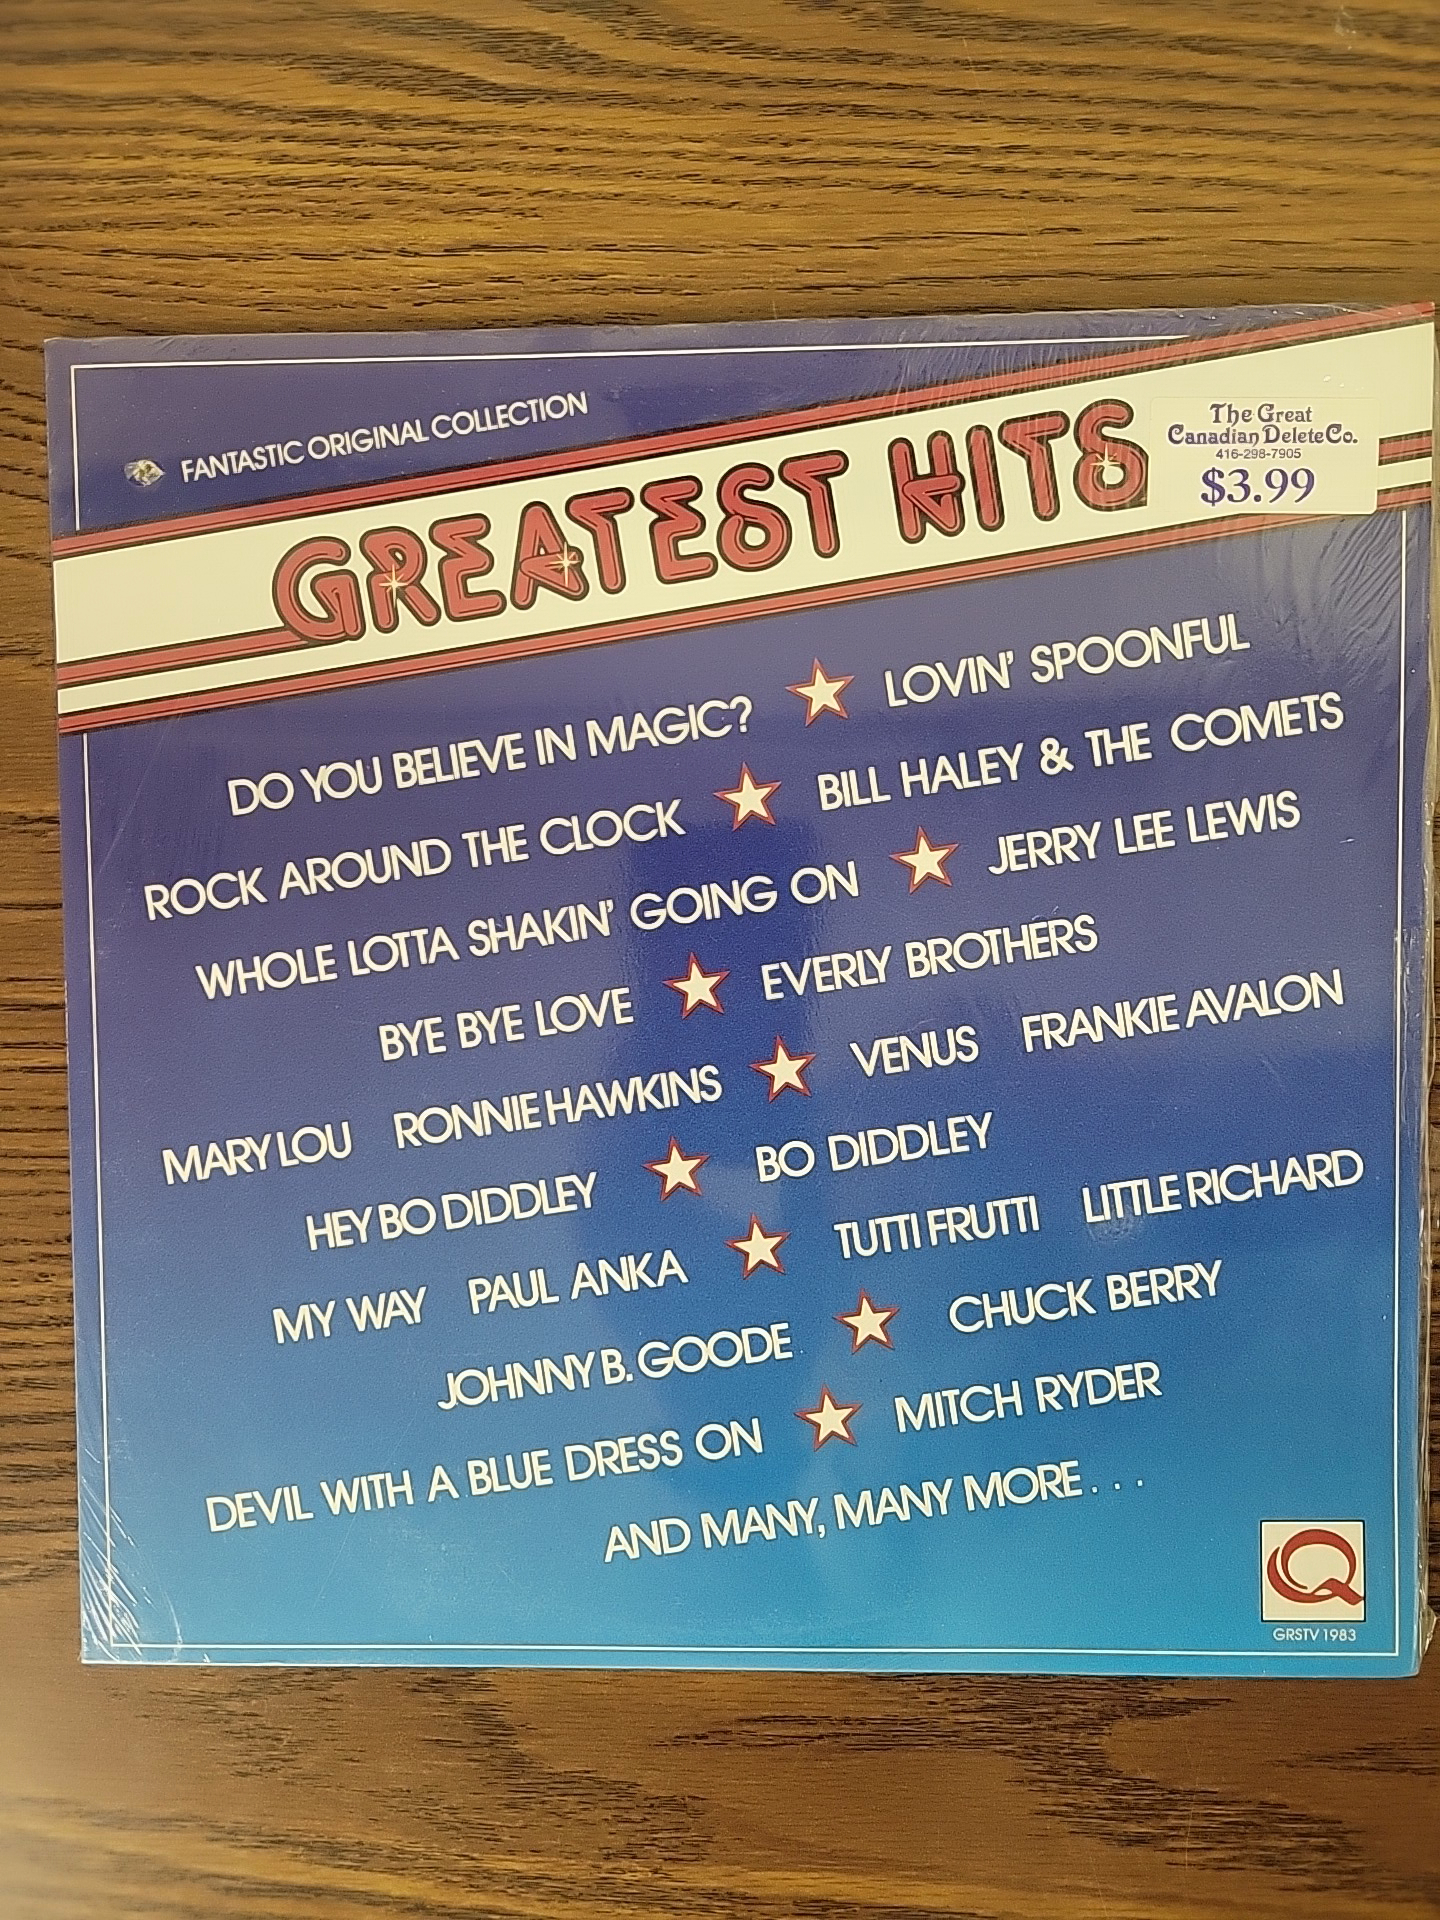 FANTASTIC ORIGINAL COLLECTION
GREATEST HITS
The Great
Canadian Delete Co.
416-298-7905
$3.99
DO YOU BELIEVE IN MAGIC? ★ LOVIN' SPOONFUL
ROCK AROUND THE CLOCK ★ BILL HALEY & THE COMETS
WHOLE LOTTA SHAKIN' GOING ON ★ JERRY LEE LEWIS
BYE BYE LOVE ★ EVERLY BROTHERS
MARY LOU RONNIE HAWKINS ★ VENUS FRANKIE AVALON
HEY BO DIDDLEY ★ BO DIDDLEY
MY WAY PAUL ANKA ★ TUTTI FRUTTI LITTLE RICHARD
JOHNNY B. GOODE ★ CHUCK BERRY
DEVIL WITH A BLUE DRESS ON ★ MITCH RYDER
AND MANY, MANY MORE . . .
Q
GRSTV 1983